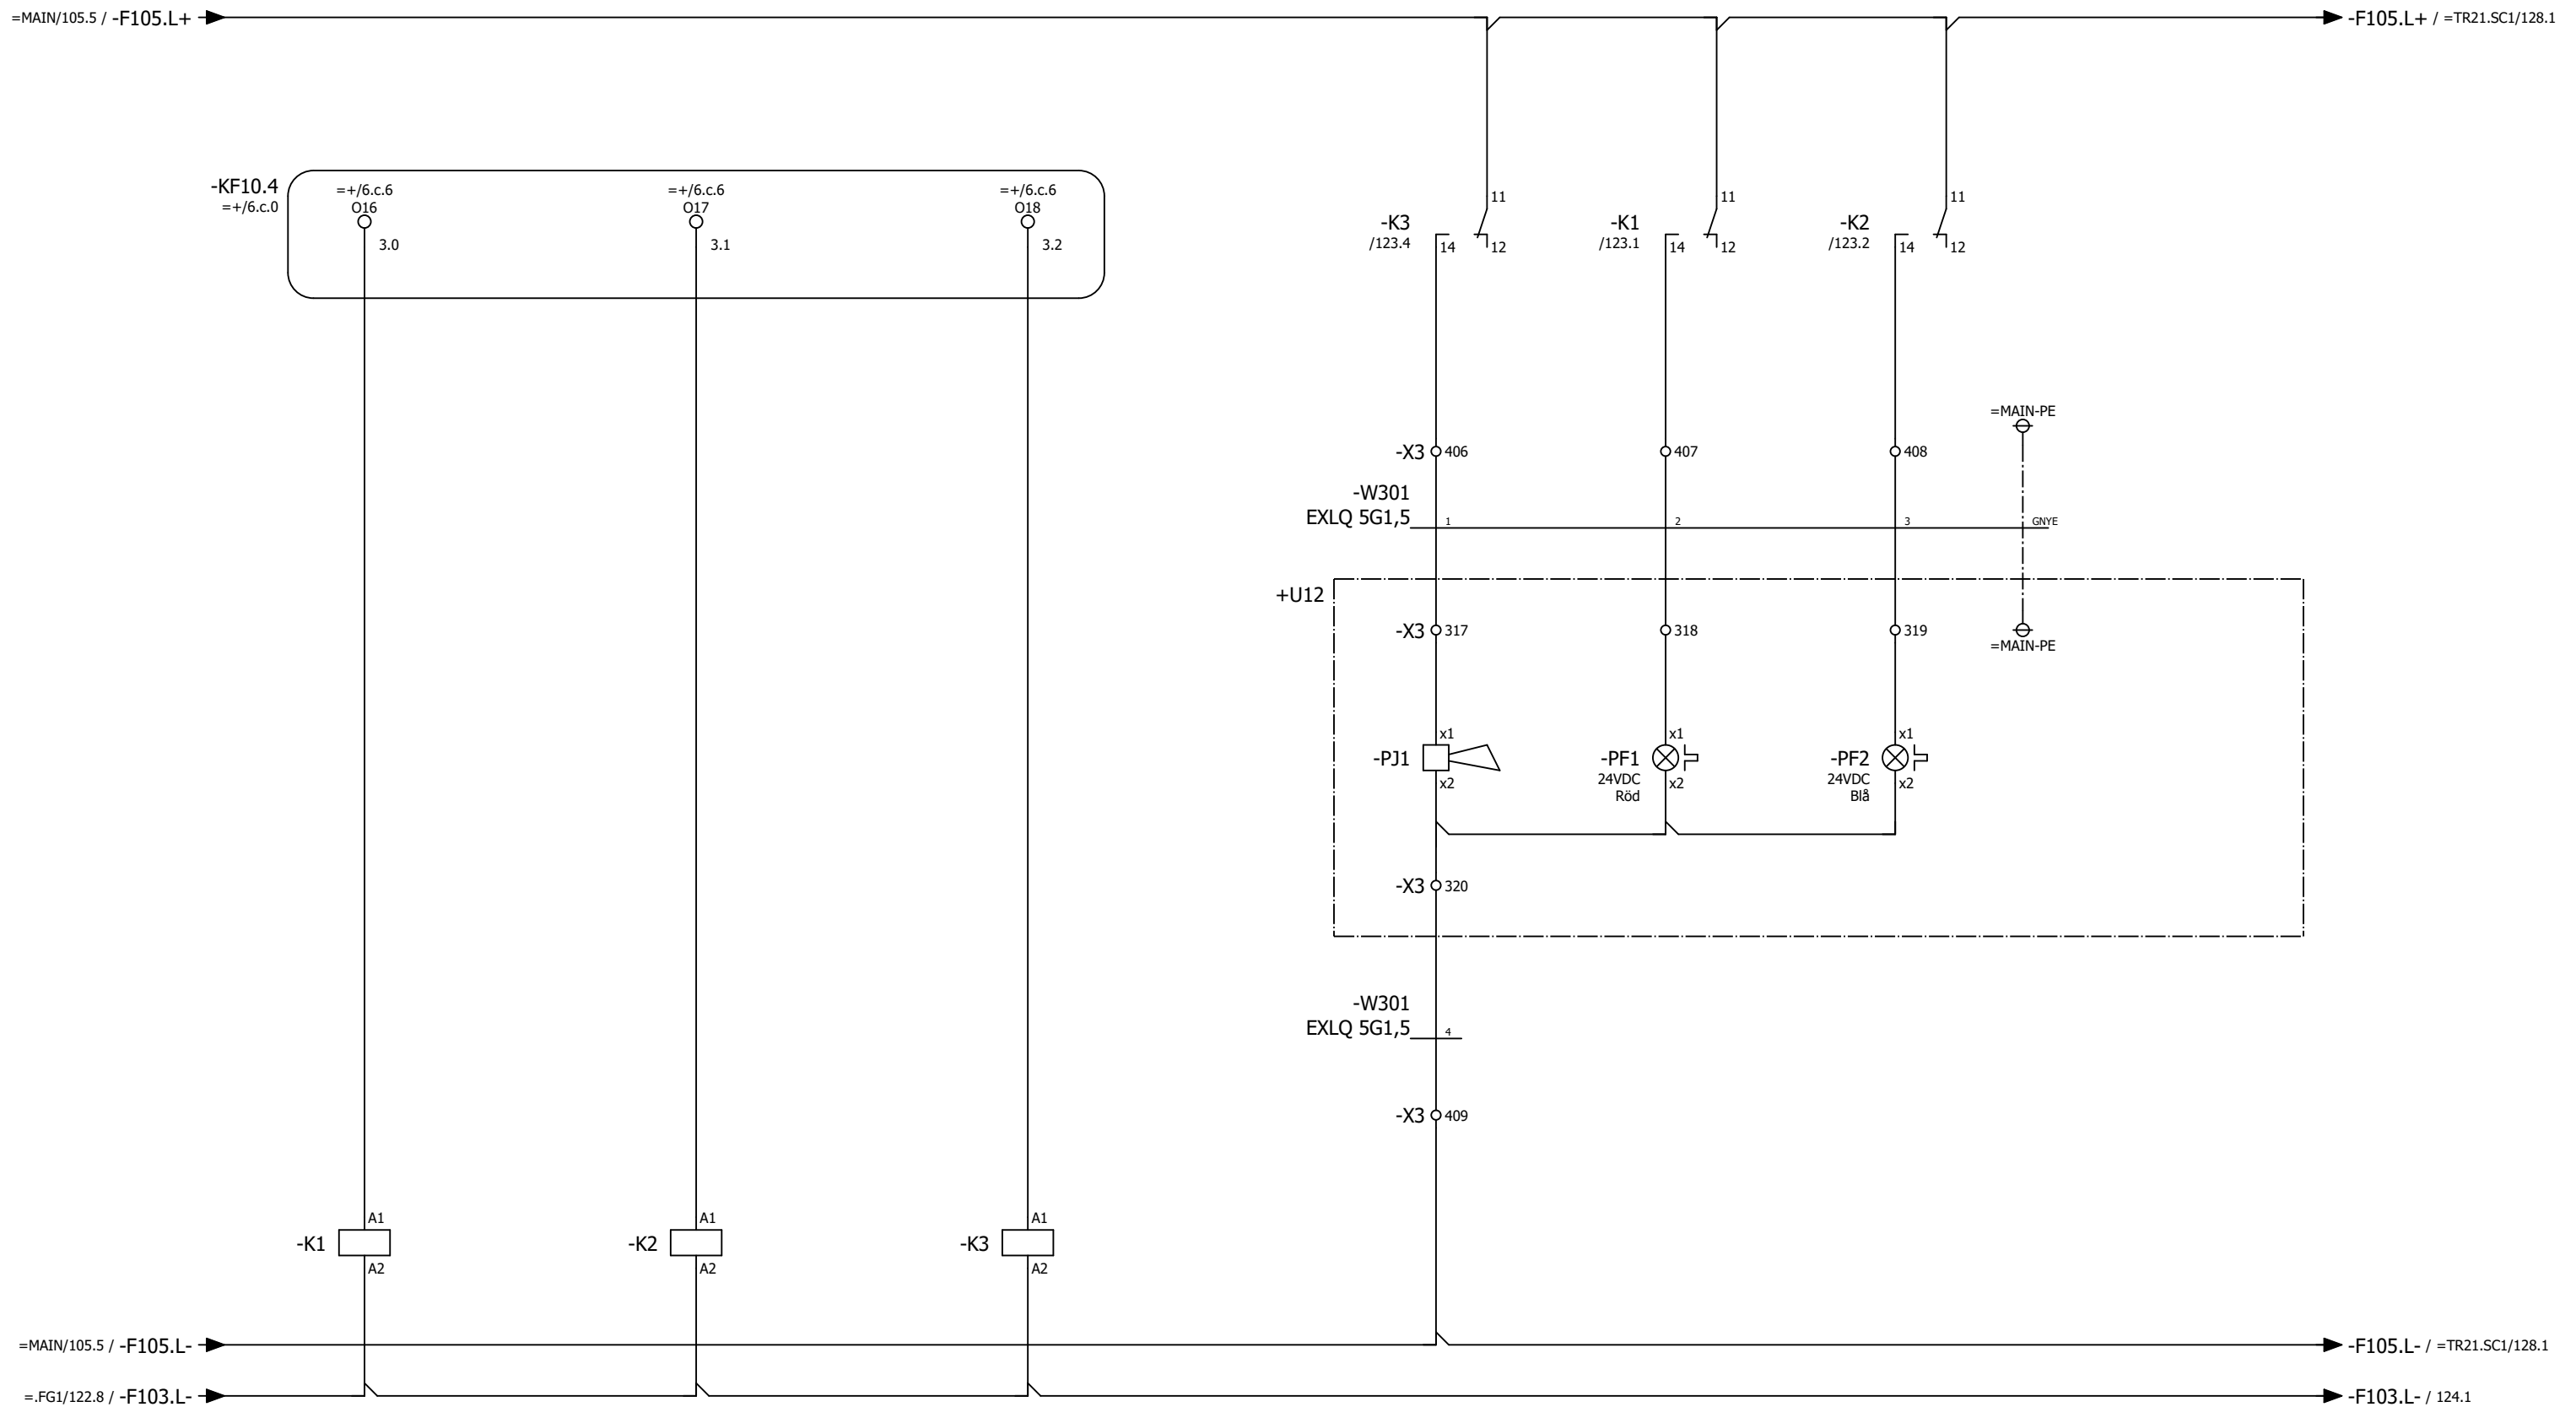 =MAIN/105.5 / -F105.L+
-F105.L+ / =TR21.SC1/128.1
-KF10.4
=+/6.c.0
=+/6.c.6
O16
3.0
=+/6.c.6
O17
3.1
=+/6.c.6
O18
3.2
-K3
/123.4
11
14
12
-K1
/123.1
11
14
12
-K2
/123.2
11
14
12
=MAIN-PE
-X3
406
407
408
-W301
EXLQ 5G1,5
1
2
3
GNYE
+U12
-X3
317
318
319
=MAIN-PE
-PJ1
x1
x2
-PF1
24VDC
Röd
x1
x2
-PF2
24VDC
Blå
x1
x2
-X3
320
-W301
EXLQ 5G1,5
4
-X3
409
-K1
A1
A2
-K2
A1
A2
-K3
A1
A2
=MAIN/105.5 / -F105.L-
-F105.L- / =TR21.SC1/128.1
=.FG1/122.8 / -F103.L-
-F103.L- / 124.1